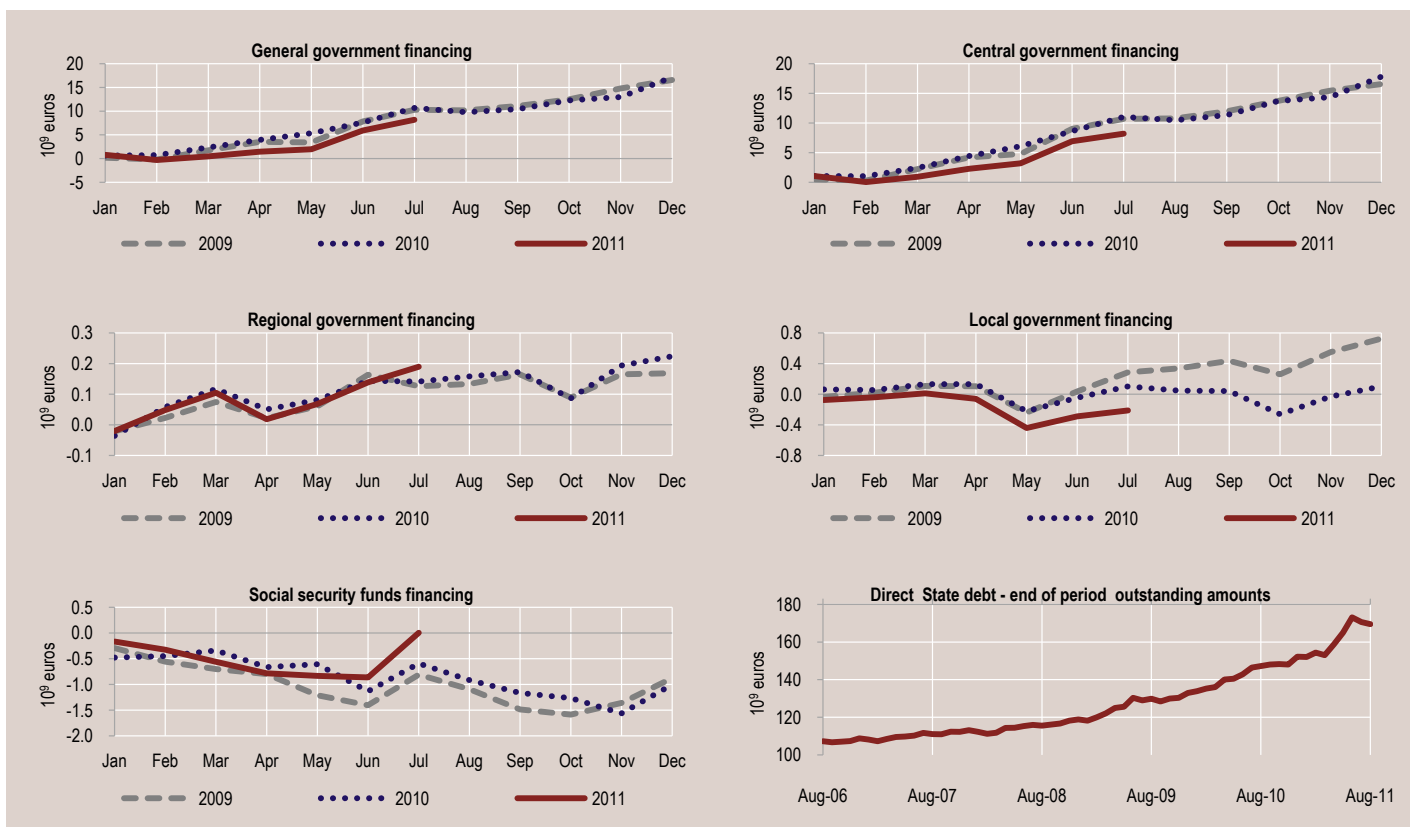 General government financing
20
15
10
5
0
-5
10⁹ euros
Jan Feb Mar Apr May Jun Jul Aug Sep Oct Nov Dec
2009 2010 2011
Central government financing
20
15
10
5
0
10⁹ euros
Jan Feb Mar Apr May Jun Jul Aug Sep Oct Nov Dec
2009 2010 2011
Regional government financing
0.3
0.2
0.1
0.0
-0.1
10⁹ euros
Jan Feb Mar Apr May Jun Jul Aug Sep Oct Nov Dec
2009 2010 2011
Local government financing
0.8
0.4
0.0
-0.4
-0.8
10⁹ euros
Jan Feb Mar Apr May Jun Jul Aug Sep Oct Nov Dec
2009 2010 2011
Social security funds financing
0.5
0.0
-0.5
-1.0
-1.5
-2.0
10⁹ euros
Jan Feb Mar Apr May Jun Jul Aug Sep Oct Nov Dec
2009 2010 2011
Direct State debt - end of period outstanding amounts
180
160
140
120
100
10⁹ euros
Aug-06 Aug-07 Aug-08 Aug-09 Aug-10 Aug-11